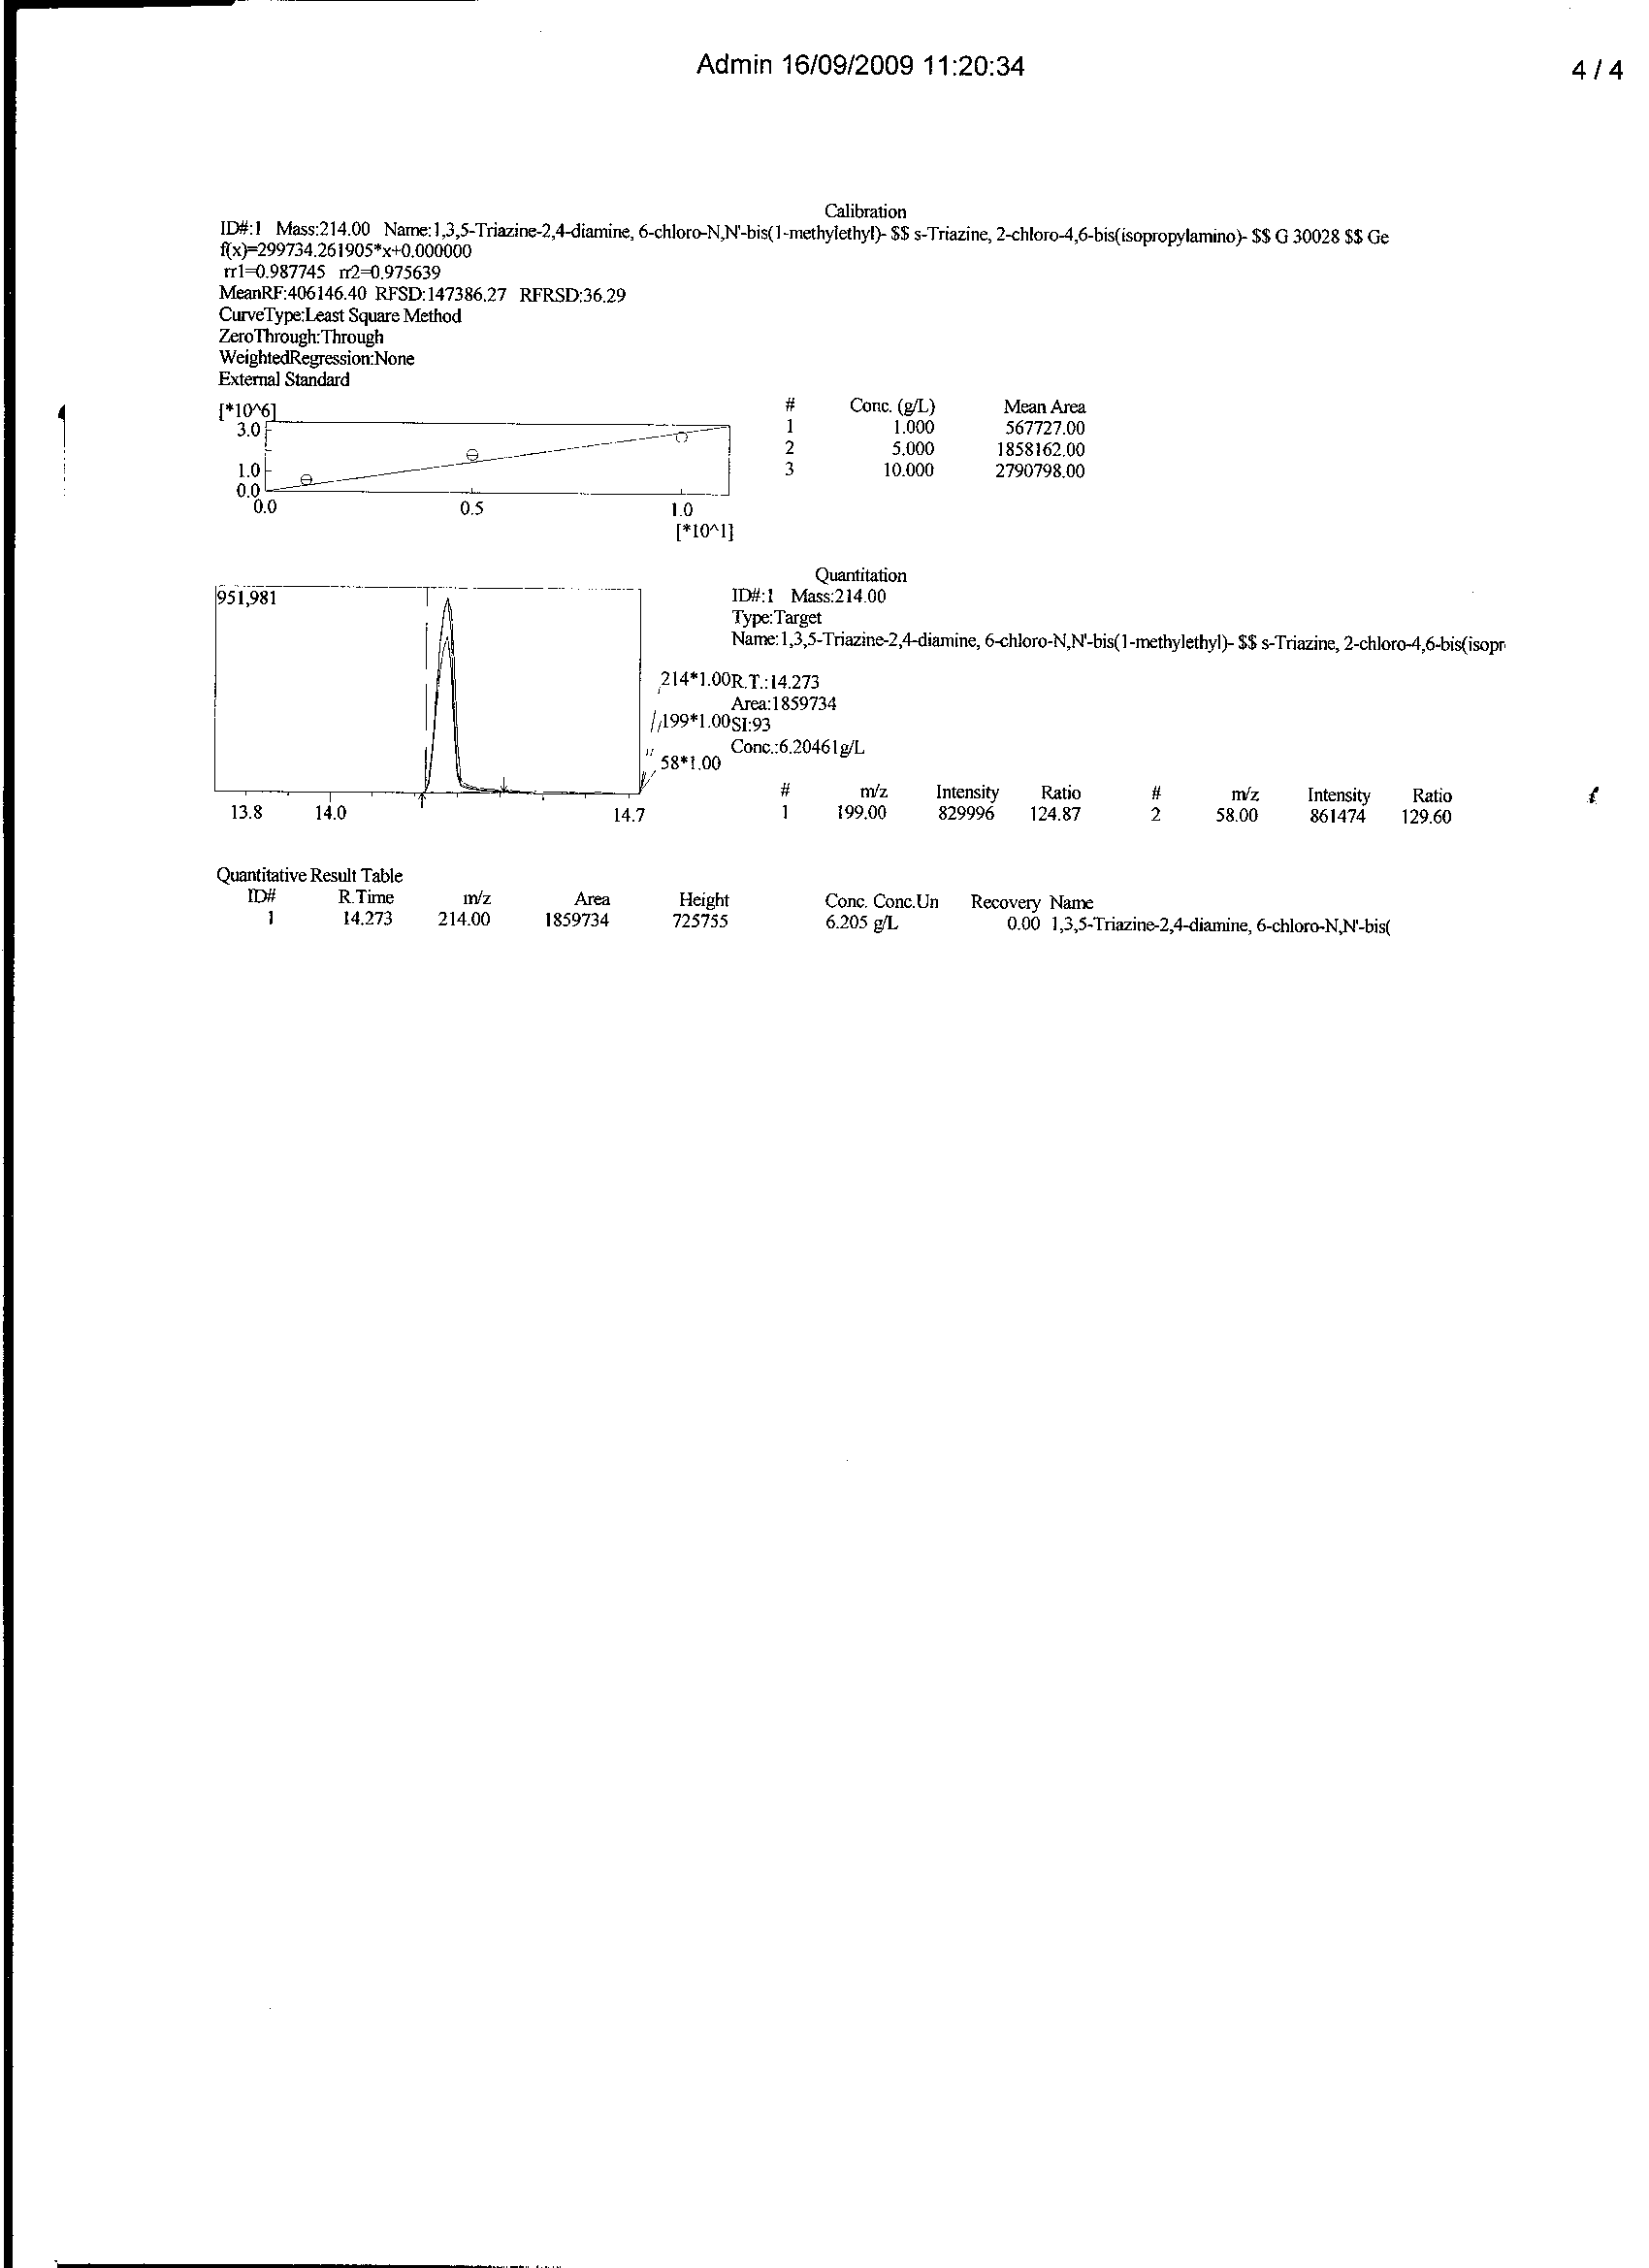 Admin 16/09/2009 11:20:34
4 / 4
Calibration
ID#:1 Mass:214.00 Name:1,3,5-Triazine-2,4-diamine, 6-chloro-N,N'-bis(1-methylethyl)- $$ s-Triazine, 2-chloro-4,6-bis(isopropylamino)- $$ G 30028 $$ Ge
f(x)=299734.261905*x+0.000000
rr1=0.987745 rr2=0.975639
MeanRF:406146.40 RFSD:147386.27 RFRSD:36.29
CurveType:Least Square Method
ZeroThrough:Through
WeightedRegression:None
External Standard
[*10^6]
3.0
1.0
0.0
0.0 0.5 1.0
[*10^1]
# Conc. (g/L) Mean Area
1 1.000 567727.00
2 5.000 1858162.00
3 10.000 2790798.00
Quantitation
ID#:1 Mass:214.00
Type:Target
Name:1,3,5-Triazine-2,4-diamine, 6-chloro-N,N'-bis(1-methylethyl)- $$ s-Triazine, 2-chloro-4,6-bis(isopr
951,981
214*1.00
199*1.00
58*1.00
13.8 14.0 14.7
R.T.:14.273
Area:1859734
SI:93
Conc.:6.20461g/L
# m/z Intensity Ratio # m/z Intensity Ratio
1 199.00 829996 124.87 2 58.00 861474 129.60
Quantitative Result Table
ID# R.Time m/z Area Height Conc. Conc.Un Recovery Name
1 14.273 214.00 1859734 725755 6.205 g/L 0.00 1,3,5-Triazine-2,4-diamine, 6-chloro-N,N'-bis(